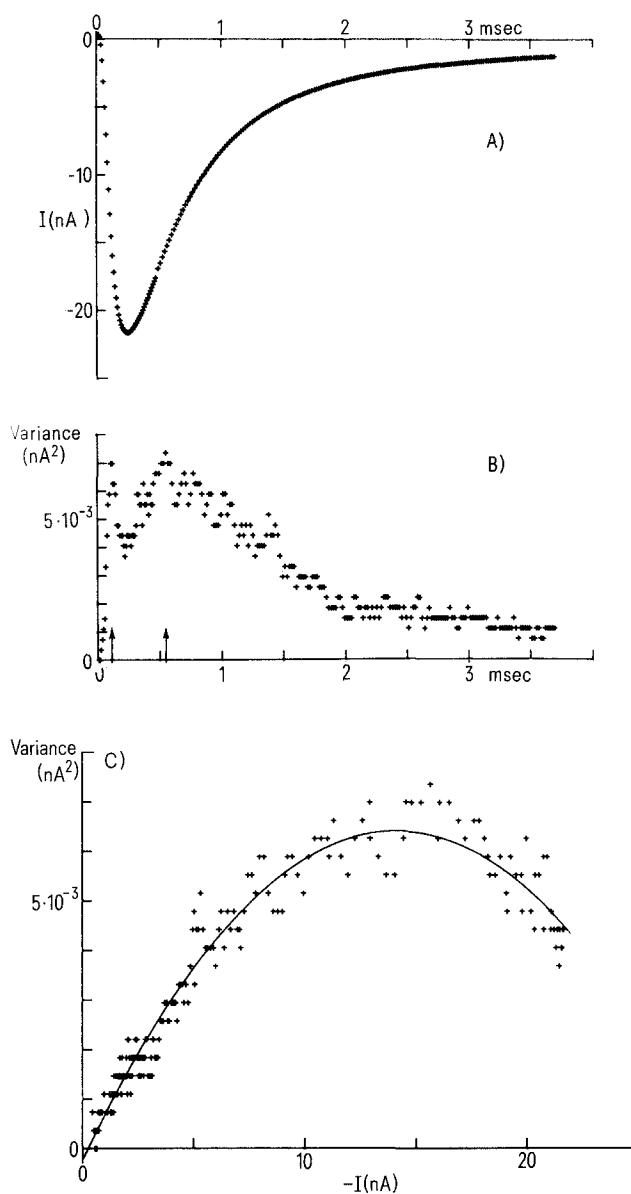 0 1 2 3 msec
0
A)
-10
I(nA)
-20
Variance
(nA²)
B)
5·10⁻³
0
0 1 2 3 msec
Variance
(nA²)
C)
5·10⁻³
0
0 10 20
-I(nA)